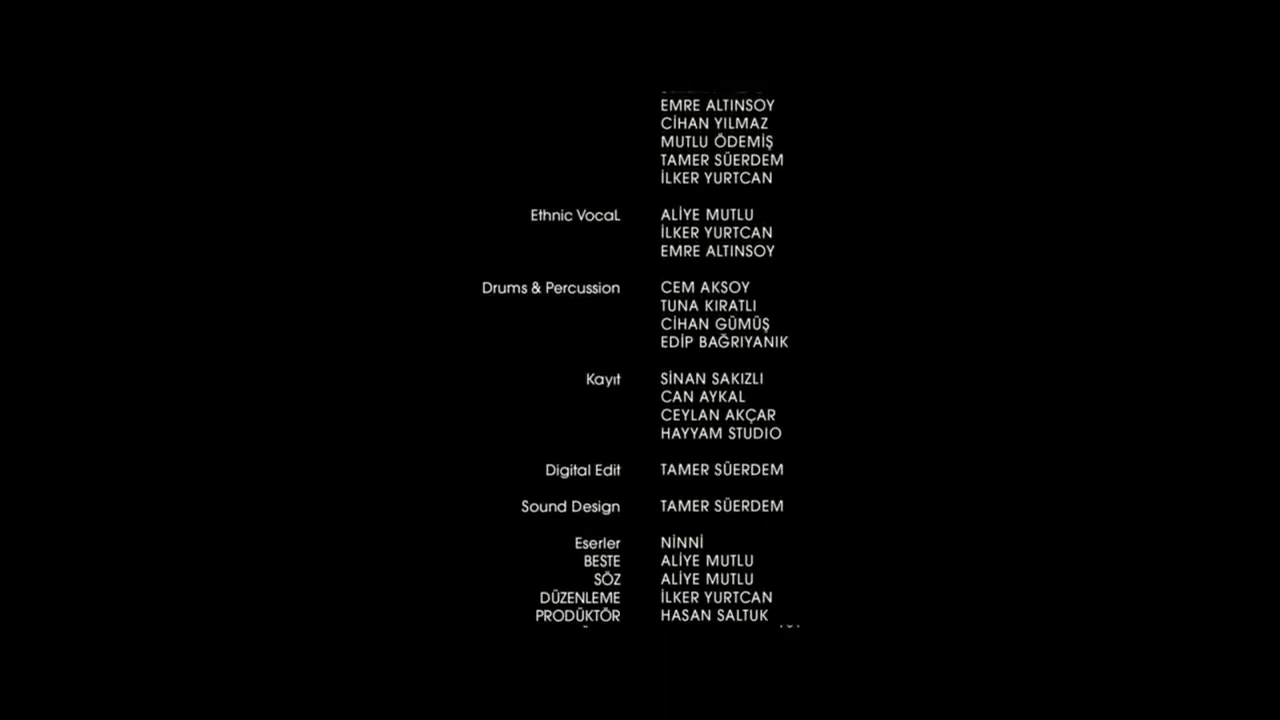 EMRE ALTINSOY
CİHAN YILMAZ
MUTLU ÖDEMİŞ
TAMER SÜERDEM
İLKER YURTCAN
Ethnic VocaL ALİYE MUTLU
İLKER YURTCAN
EMRE ALTINSOY
Drums & Percussion CEM AKSOY
TUNA KIRATLI
CİHAN GÜMÜŞ
EDİP BAĞRIYANIK
Kayıt SİNAN SAKIZLI
CAN AYKAL
CEYLAN AKÇAR
HAYYAM STUDIO
Digital Edit TAMER SÜERDEM
Sound Design TAMER SÜERDEM
Eserler NİNNİ
BESTE ALİYE MUTLU
SÖZ ALİYE MUTLU
DÜZENLEME İLKER YURTCAN
PRODÜKTÖR HASAN SALTUK